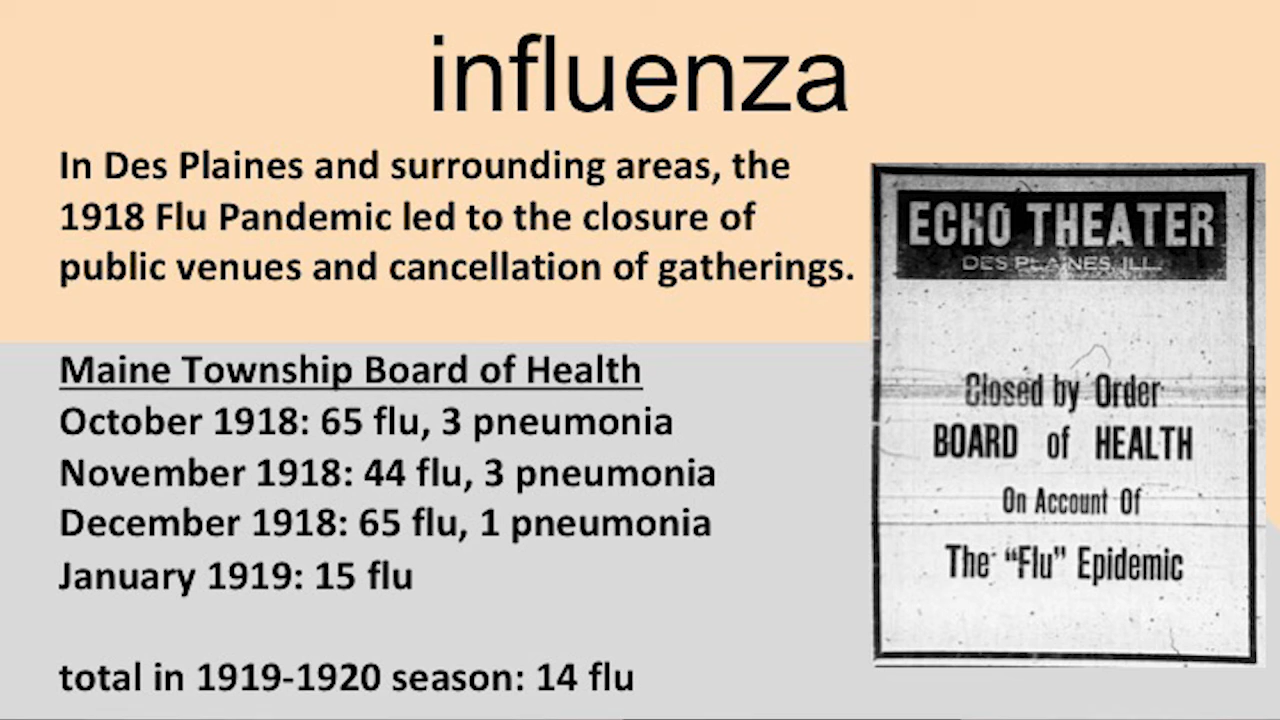 influenza
In Des Plaines and surrounding areas, the
1918 Flu Pandemic led to the closure of
public venues and cancellation of gatherings.
Maine Township Board of Health
October 1918: 65 flu, 3 pneumonia
November 1918: 44 flu, 3 pneumonia
December 1918: 65 flu, 1 pneumonia
January 1919: 15 flu
total in 1919-1920 season: 14 flu
ECHO THEATER
DES PLAINES, ILL.
Closed by Order
BOARD of HEALTH
On Account Of
The "Flu" Epidemic